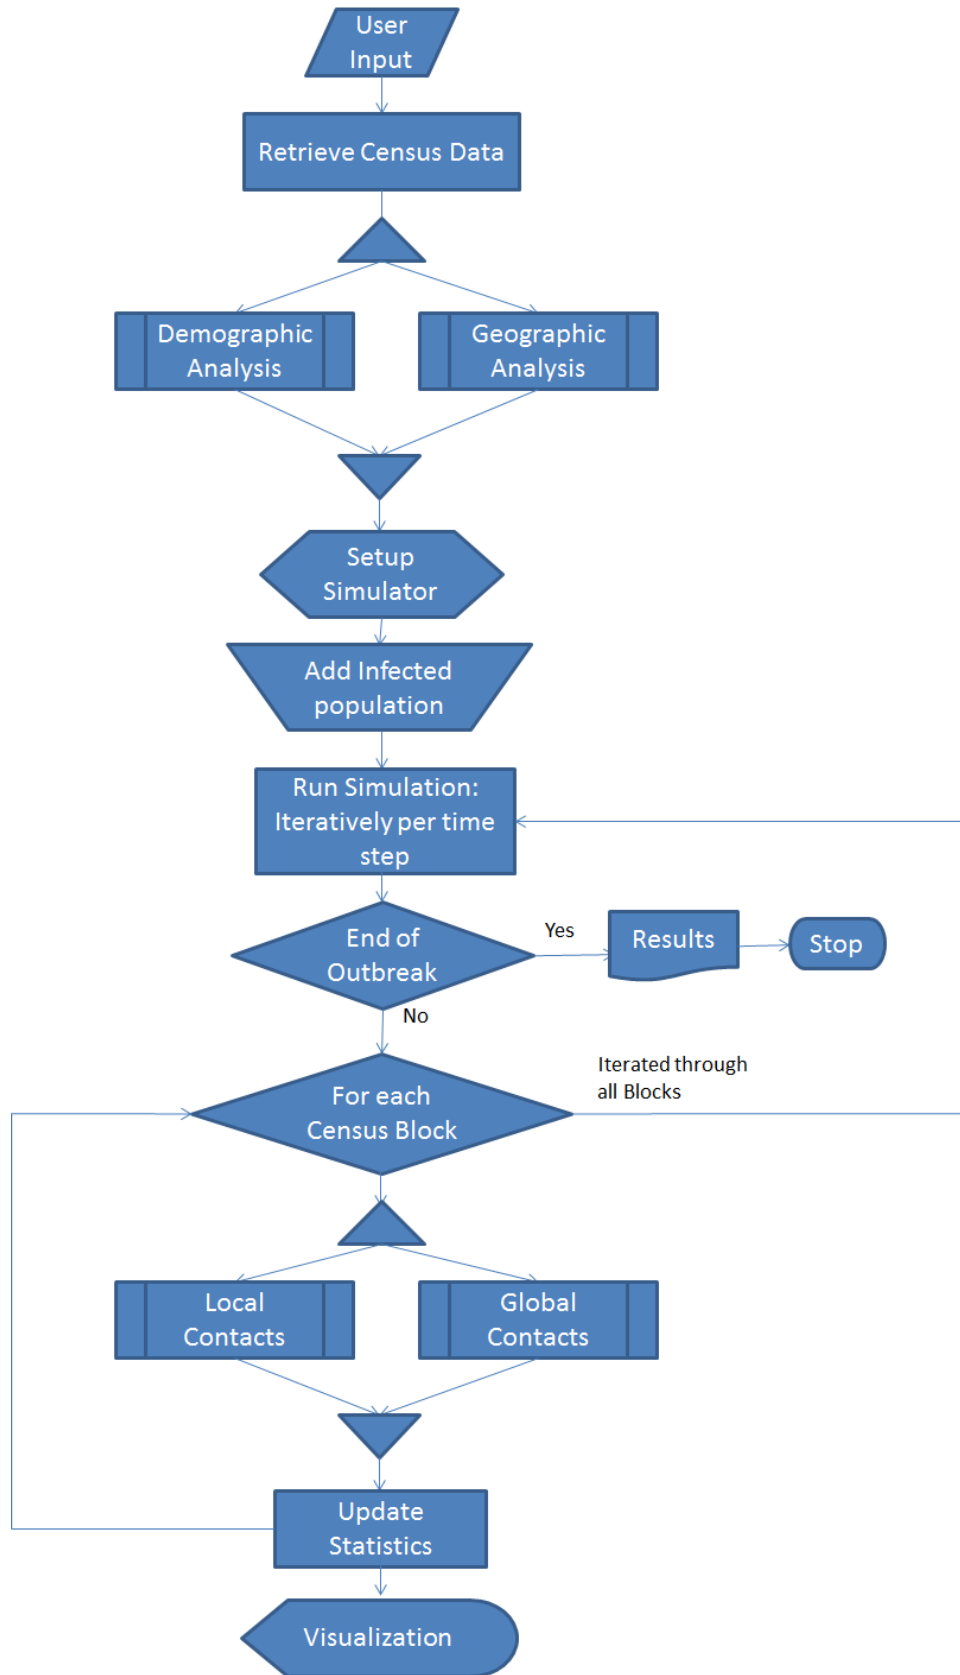 User
Input
Retrieve Census Data
Demographic
Analysis
Geographic
Analysis
Setup
Simulator
Add Infected
population
Run Simulation:
Iteratively per time
step
End of
Outbreak
Yes
Results
Stop
No
For each
Census Block
Iterated through
all Blocks
Local
Contacts
Global
Contacts
Update
Statistics
Visualization